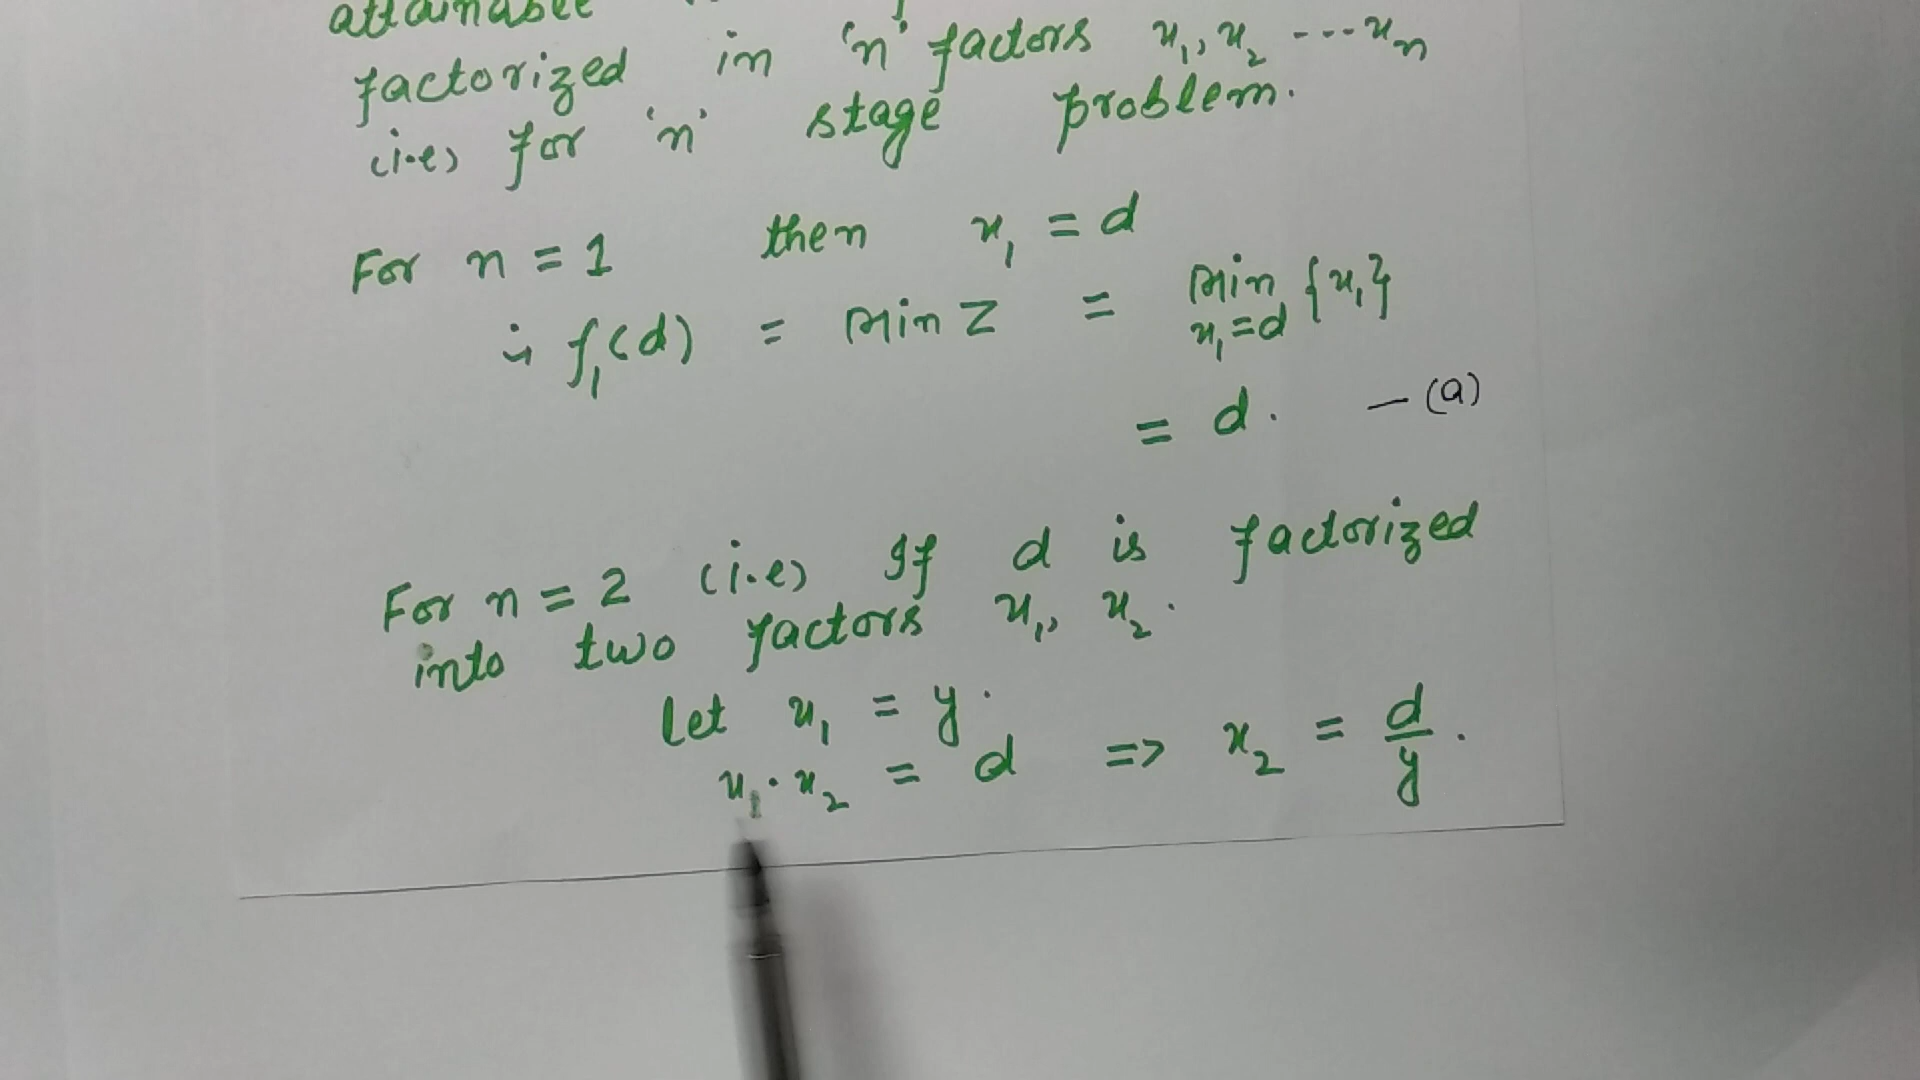 attainable
factorized in 'n' factors x₁, x₂ ---xₙ
(i.e) for 'n' stage problem.
For n = 1 then x₁ = d
∴ f₁(d) = Min Z = Min {x₁}
x₁=d
= d. — (a)
For n = 2 (i.e) If d is factorized
into two factors x₁, x₂.
Let x₁ = y.
x₁ . x₂ = d => x₂ = d/y.